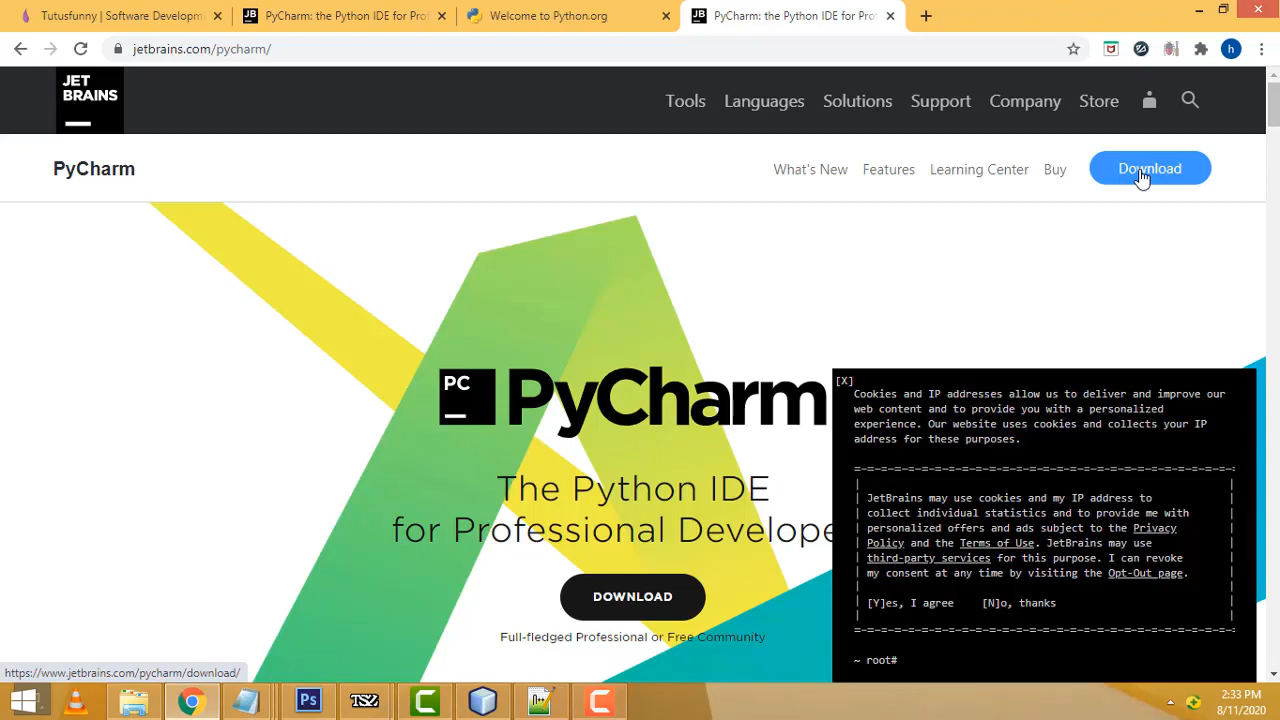 Tutusfunny | Software Developm
PyCharm: the Python IDE for Prof
Welcome to Python.org
PyCharm: the Python IDE for Prof
jetbrains.com/pycharm/
h
JET
BRAINS
Tools
Languages
Solutions
Support
Company
Store
PyCharm
What's New
Features
Learning Center
Buy
Download
PC
PyCharm
The Python IDE
for Professional Develope
DOWNLOAD
Full-fledged Professional or Free Community
[X]
Cookies and IP addresses allow us to deliver and improve our
web content and to provide you with a personalized
experience. Our website uses cookies and collects your IP
address for these purposes.
JetBrains may use cookies and my IP address to
collect individual statistics and to provide me with
personalized offers and ads subject to the Privacy
Policy and the Terms of Use. JetBrains may use
third-party services for this purpose. I can revoke
my consent at any time by visiting the Opt-Out page.
[Y]es, I agree [N]o, thanks
~ root#
https://www.jetbrains.com/pycharm/download/
Ps
TSZ
C
C
2:33 PM
8/11/2020